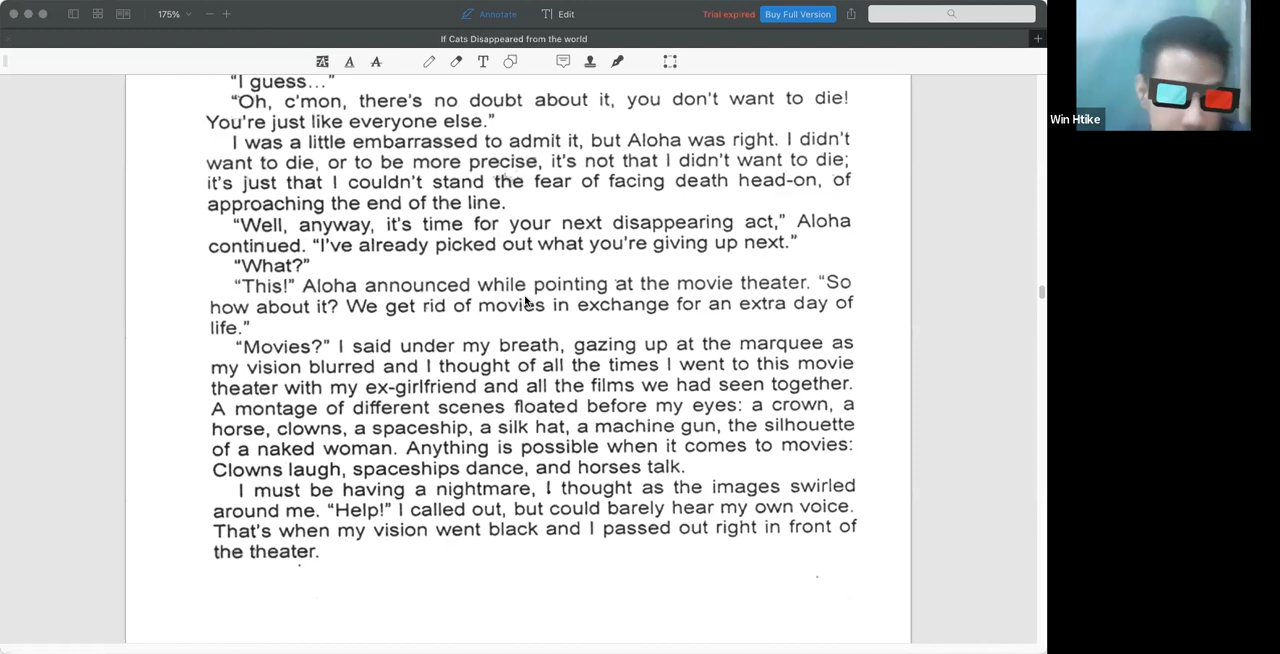 175%
Annotate
Edit
Trial expired
Buy Full Version
If Cats Disappeared from the world
"I guess..."
"Oh, c'mon, there's no doubt about it, you don't want to die!
You're just like everyone else."
I was a little embarrassed to admit it, but Aloha was right. I didn't
want to die, or to be more precise, it's not that I didn't want to die;
it's just that I couldn't stand the fear of facing death head-on, of
approaching the end of the line.
"Well, anyway, it's time for your next disappearing act," Aloha
continued. "I've already picked out what you're giving up next."
"What?"
"This!" Aloha announced while pointing at the movie theater. "So
how about it? We get rid of movies in exchange for an extra day of
life."
"Movies?" I said under my breath, gazing up at the marquee as
my vision blurred and I thought of all the times I went to this movie
theater with my ex-girlfriend and all the films we had seen together.
A montage of different scenes floated before my eyes: a crown, a
horse, clowns, a spaceship, a silk hat, a machine gun, the silhouette
of a naked woman. Anything is possible when it comes to movies:
Clowns laugh, spaceships dance, and horses talk.
I must be having a nightmare, I thought as the images swirled
around me. "Help!" I called out, but could barely hear my own voice.
That's when my vision went black and I passed out right in front of
the theater.
Win Htike